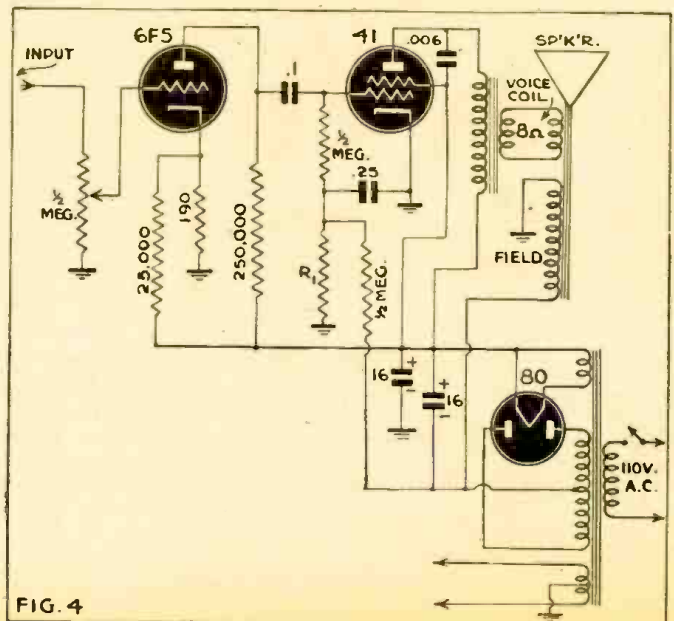 INPUT
6F5
41
.006
SP'K'R.
VOICE
COIL
8Ω
.1
½
MEG.
.25
½
MEG.
190
25,000
250,000
R₁
½ MEG.
FIELD
16
+
-
+
16
-
80
110V.
A.C.
FIG. 4